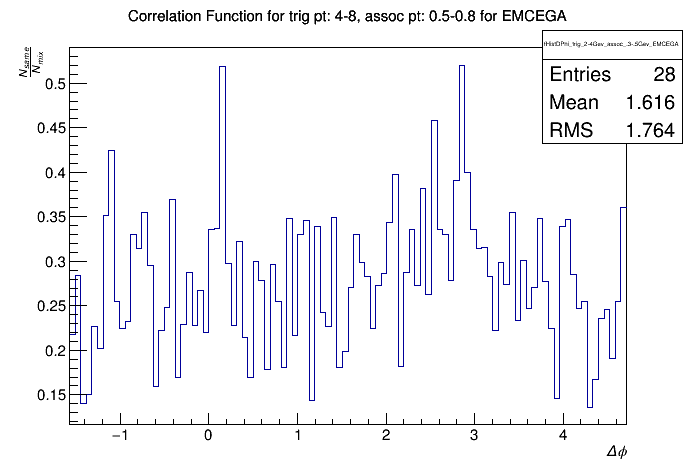 Correlation Function for trig pt: 4-8, assoc pt: 0.5-0.8 for EMCEGA
fHistDPhi_trig_2-4Gev_assoc_.3-.5Gev_EMCEGA
Entries 28
Mean 1.616
RMS 1.764
N_same
N_mix
0.5
0.45
0.4
0.35
0.3
0.25
0.2
0.15
−1 0 1 2 3 4
Δϕ